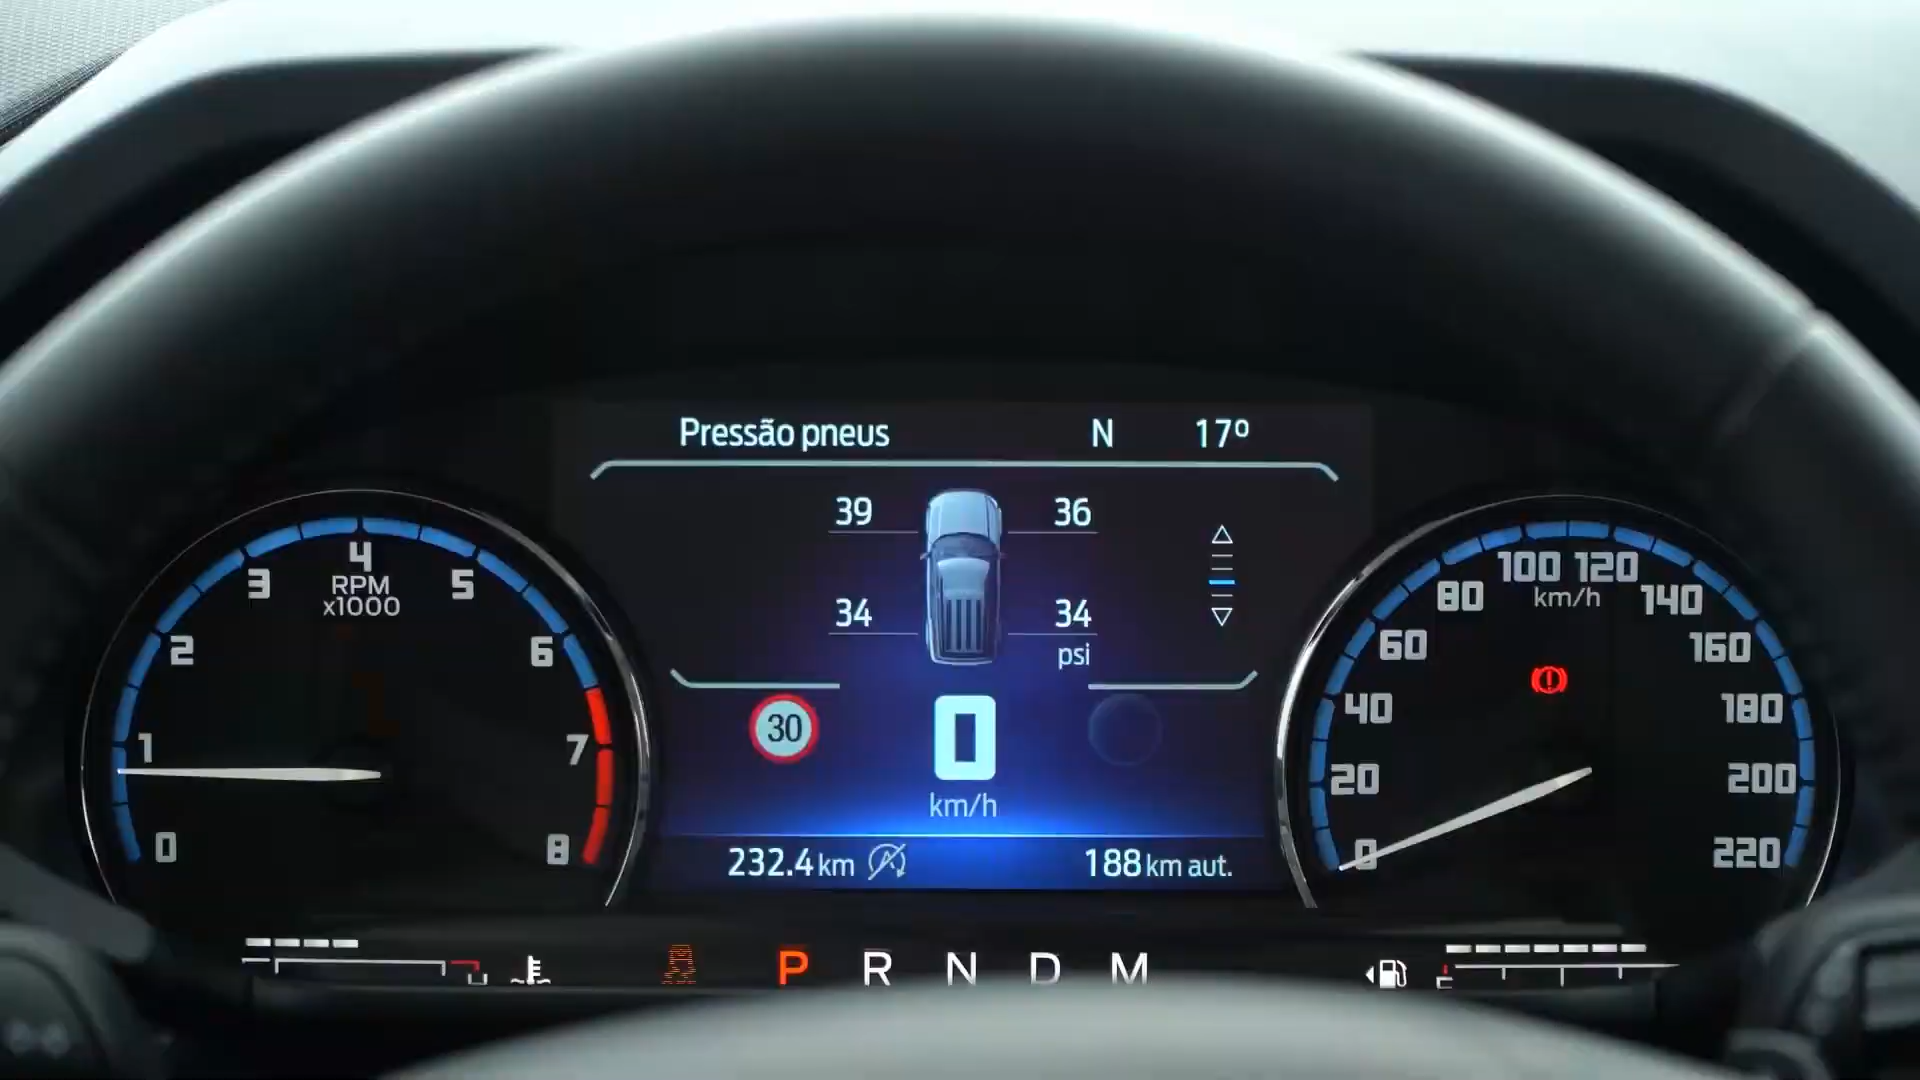 Pressão pneus N 17º
39 36
34 34
psi
30
0
km/h
232.4 km 188 km aut.
0 1 2 3 4 5 6 7 8
RPM
x1000
0 20 40 60 80 100 120 140 160 180 200 220
km/h
P R N D M